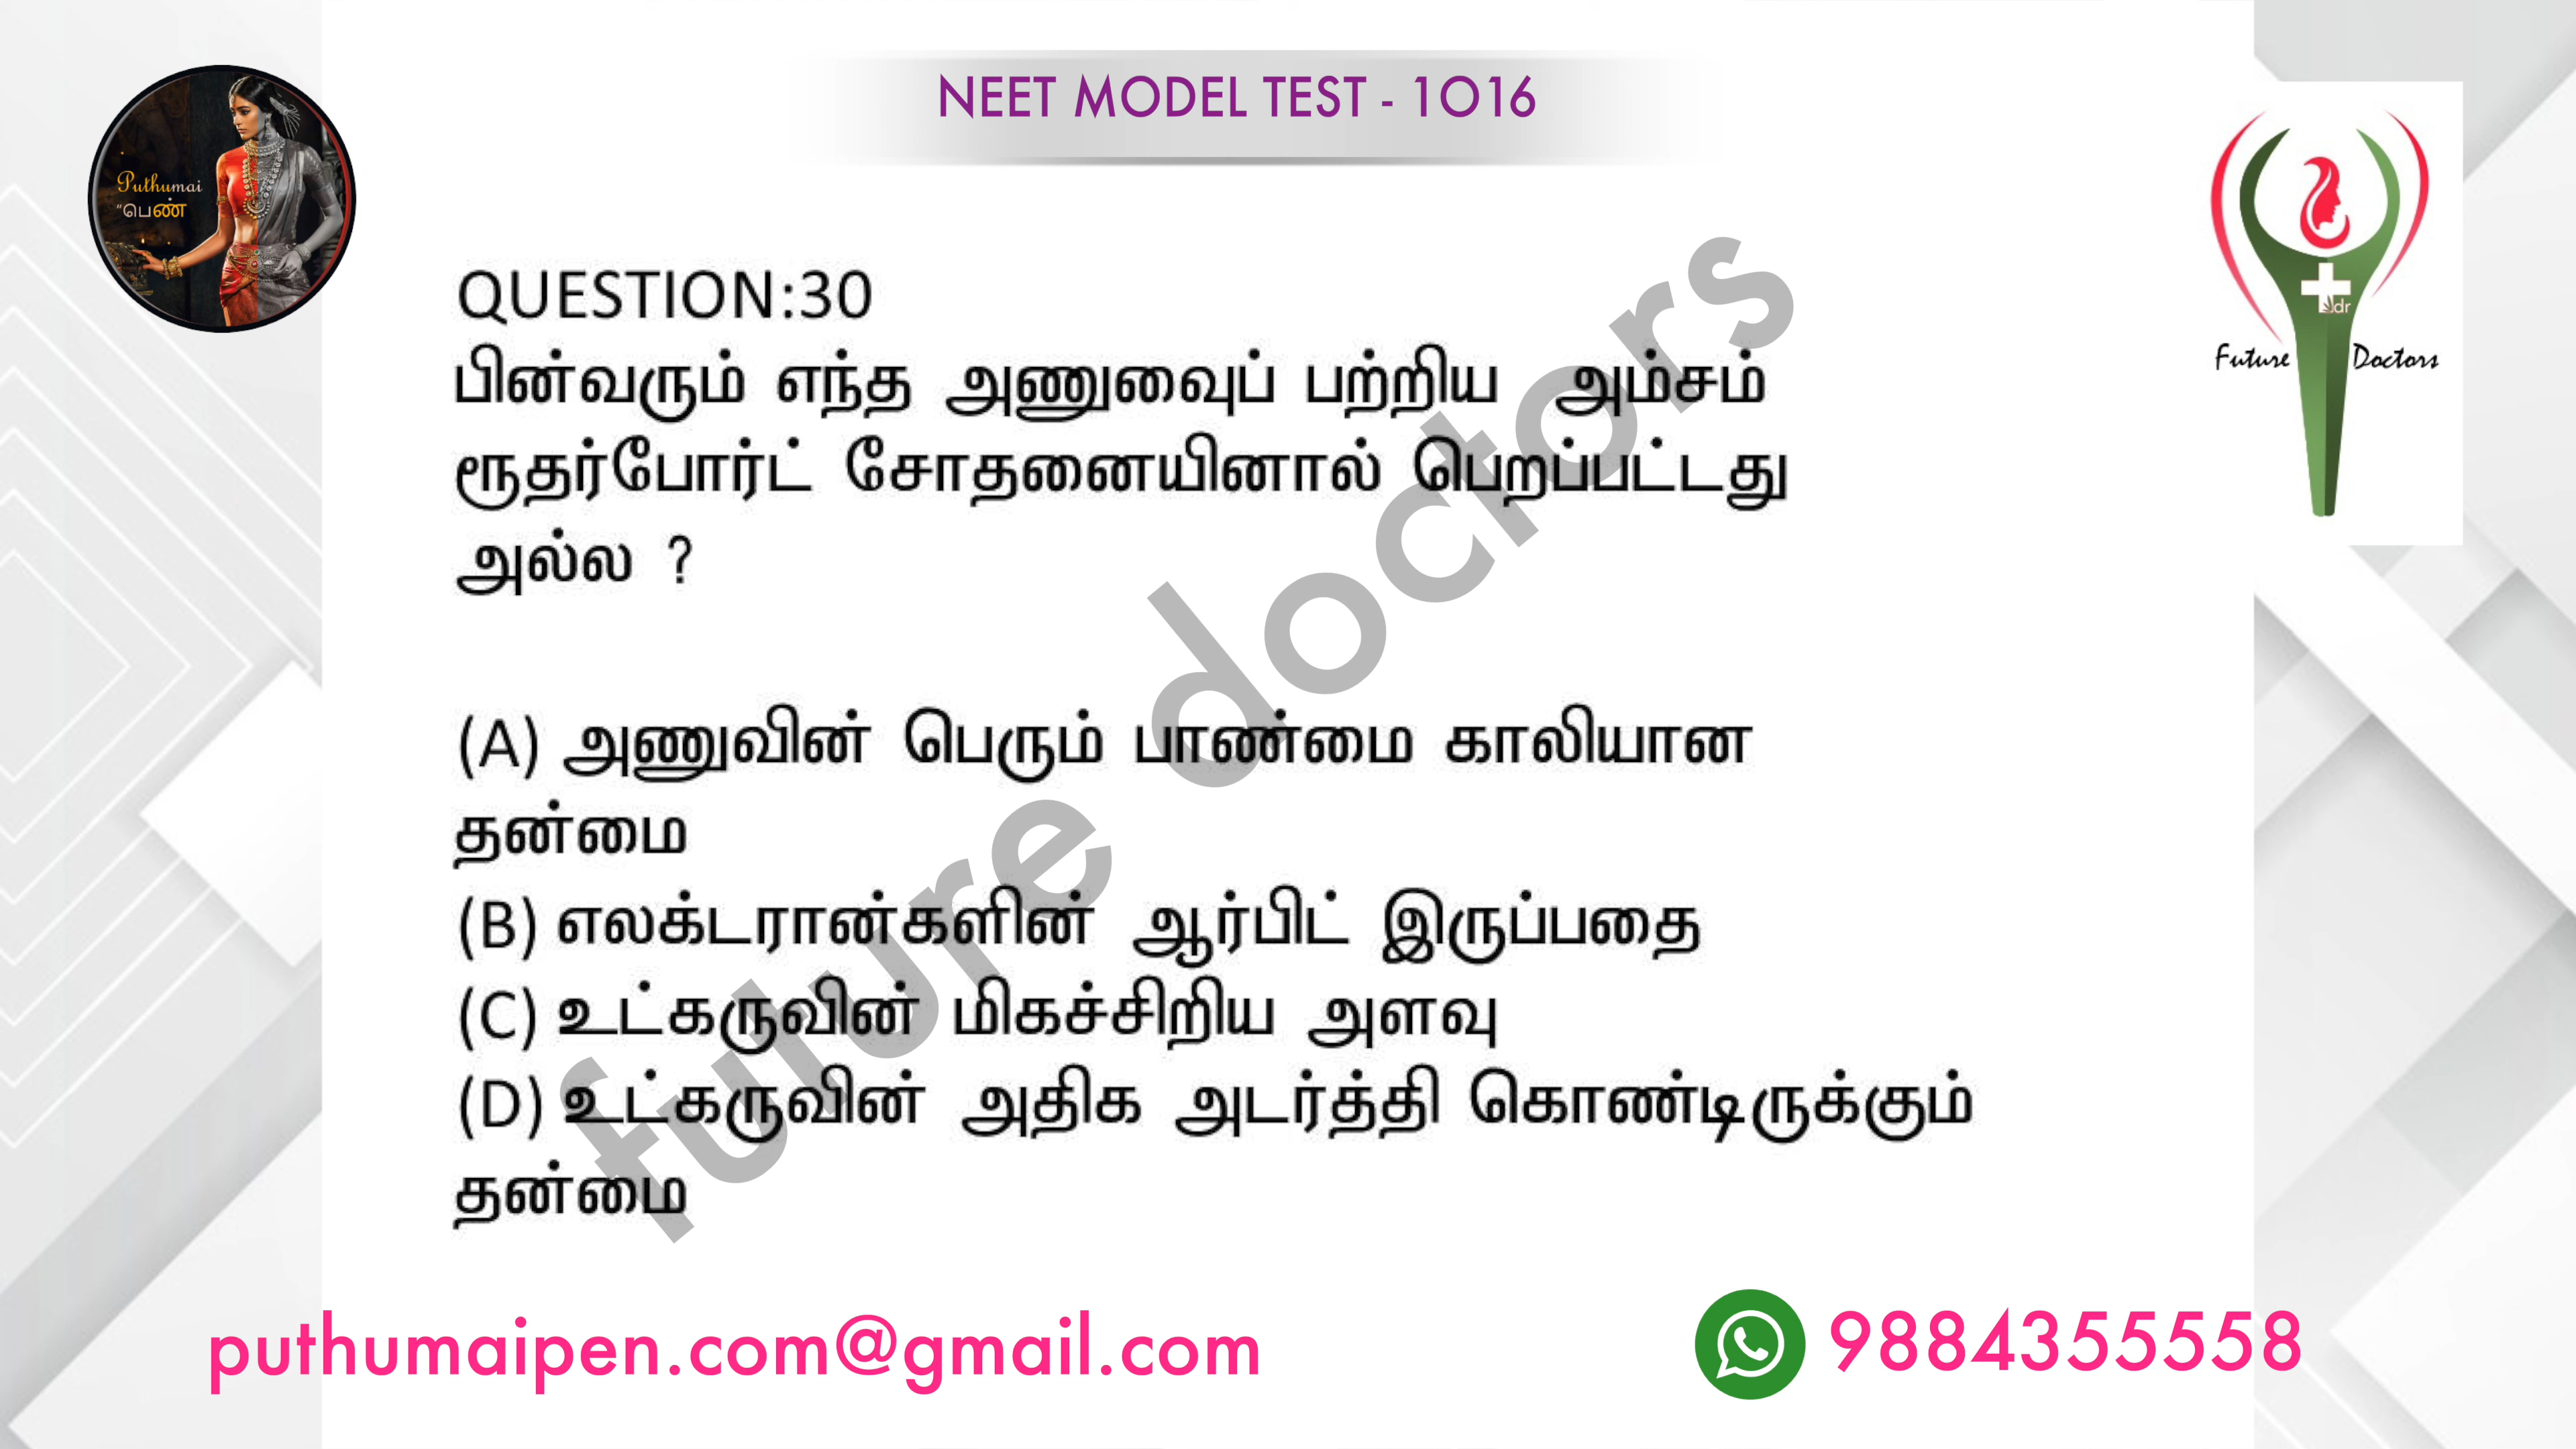 NEET MODEL TEST - 1O16
Puthumai
"பெண்
Future Doctors
dr
QUESTION:30
பின்வரும் எந்த அணுவைுப் பற்றிய அம்சம்
ரூதர்போர்ட் சோதனையினால் பெறப்பட்டது
அல்ல ?
(A) அணுவின் பெரும் பாண்மை காலியான
தன்மை
(B) எலக்டரான்களின் ஆர்பிட் இருப்பதை
(C) உட்கருவின் மிகச்சிறிய அளவு
(D) உட்கருவின் அதிக அடர்த்தி கொண்டிருக்கும்
தன்மை
future doctors
puthumaipen.com@gmail.com
9884355558